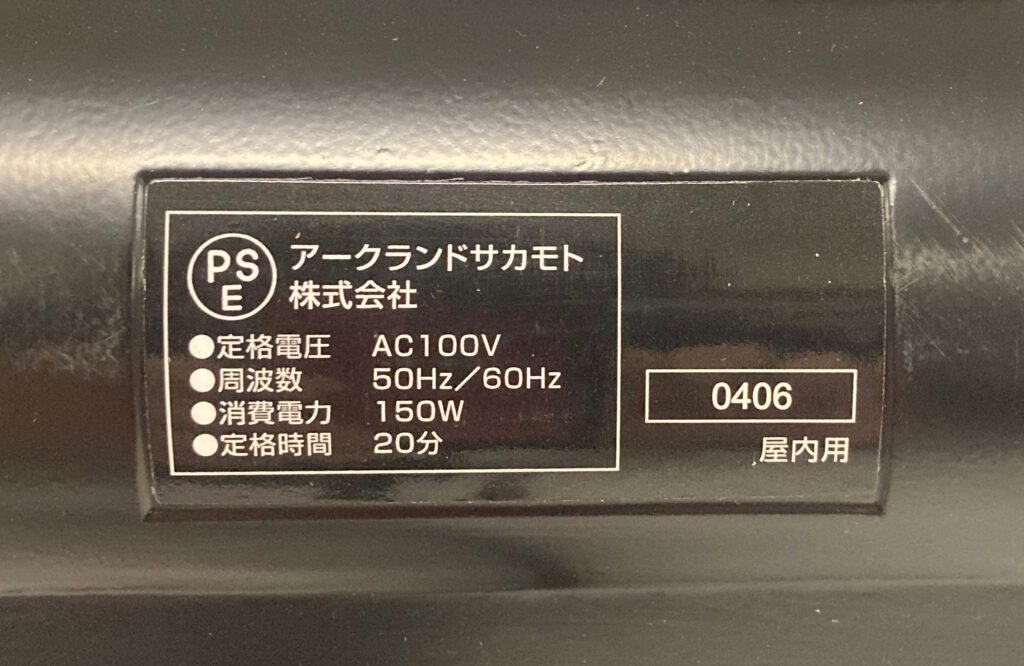 PS
E
アークランドサカモト
株式会社
●定格電圧 AC100V
●周波数 50Hz／60Hz
●消費電力 150W
●定格時間 20分
0406
屋内用